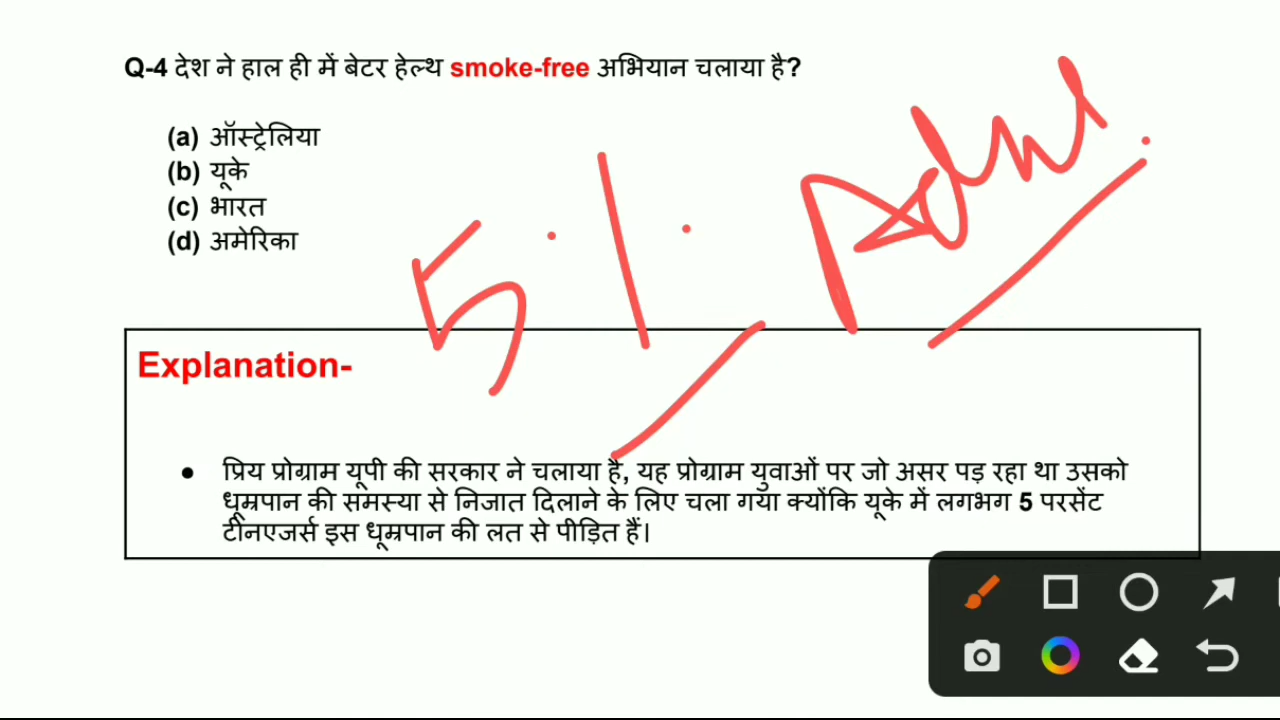 Q-4 देश ने हाल ही में बेटर हेल्थ smoke-free अभियान चलाया है?
(a) ऑस्ट्रेलिया
(b) यूके
(c) भारत
(d) अमेरिका
5%
Explanation-
● प्रिय प्रोग्राम यूपी की सरकार ने चलाया है, यह प्रोग्राम युवाओं पर जो असर पड़ रहा था उसको
धूम्रपान की समस्या से निजात दिलाने के लिए चला गया क्योंकि यूके में लगभग 5 परसेंट
टीनएजर्स इस धूम्रपान की लत से पीड़ित हैं।